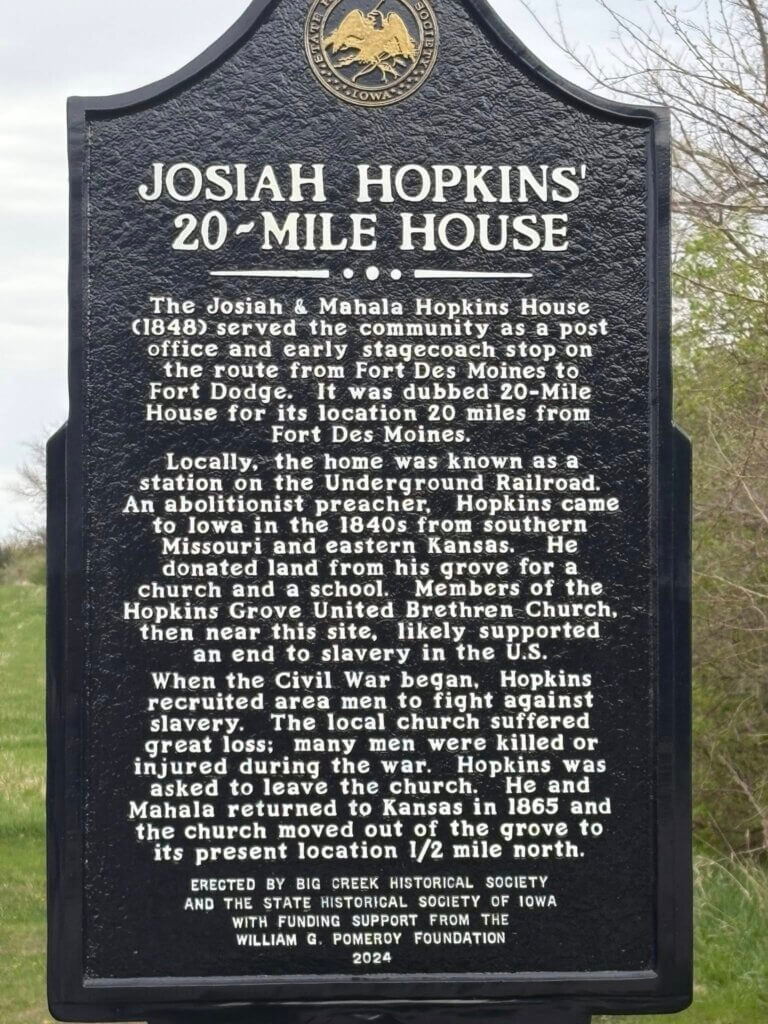 STATE HISTORICAL SOCIETY
IOWA
JOSIAH HOPKINS'
20-MILE HOUSE
The Josiah & Mahala Hopkins House
(1848) served the community as a post
office and early stagecoach stop on
the route from Fort Des Moines to
Fort Dodge. It was dubbed 20-Mile
House for its location 20 miles from
Fort Des Moines.
Locally, the home was known as a
station on the Underground Railroad.
An abolitionist preacher, Hopkins came
to Iowa in the 1840s from southern
Missouri and eastern Kansas. He
donated land from his grove for a
church and a school. Members of the
Hopkins Grove United Brethren Church,
then near this site, likely supported
an end to slavery in the U.S.
When the Civil War began, Hopkins
recruited area men to fight against
slavery. The local church suffered
great loss; many men were killed or
injured during the war. Hopkins was
asked to leave the church. He and
Mahala returned to Kansas in 1865 and
the church moved out of the grove to
its present location 1/2 mile north.
ERECTED BY BIG CREEK HISTORICAL SOCIETY
AND THE STATE HISTORICAL SOCIETY OF IOWA
WITH FUNDING SUPPORT FROM THE
WILLIAM G. POMEROY FOUNDATION
2024